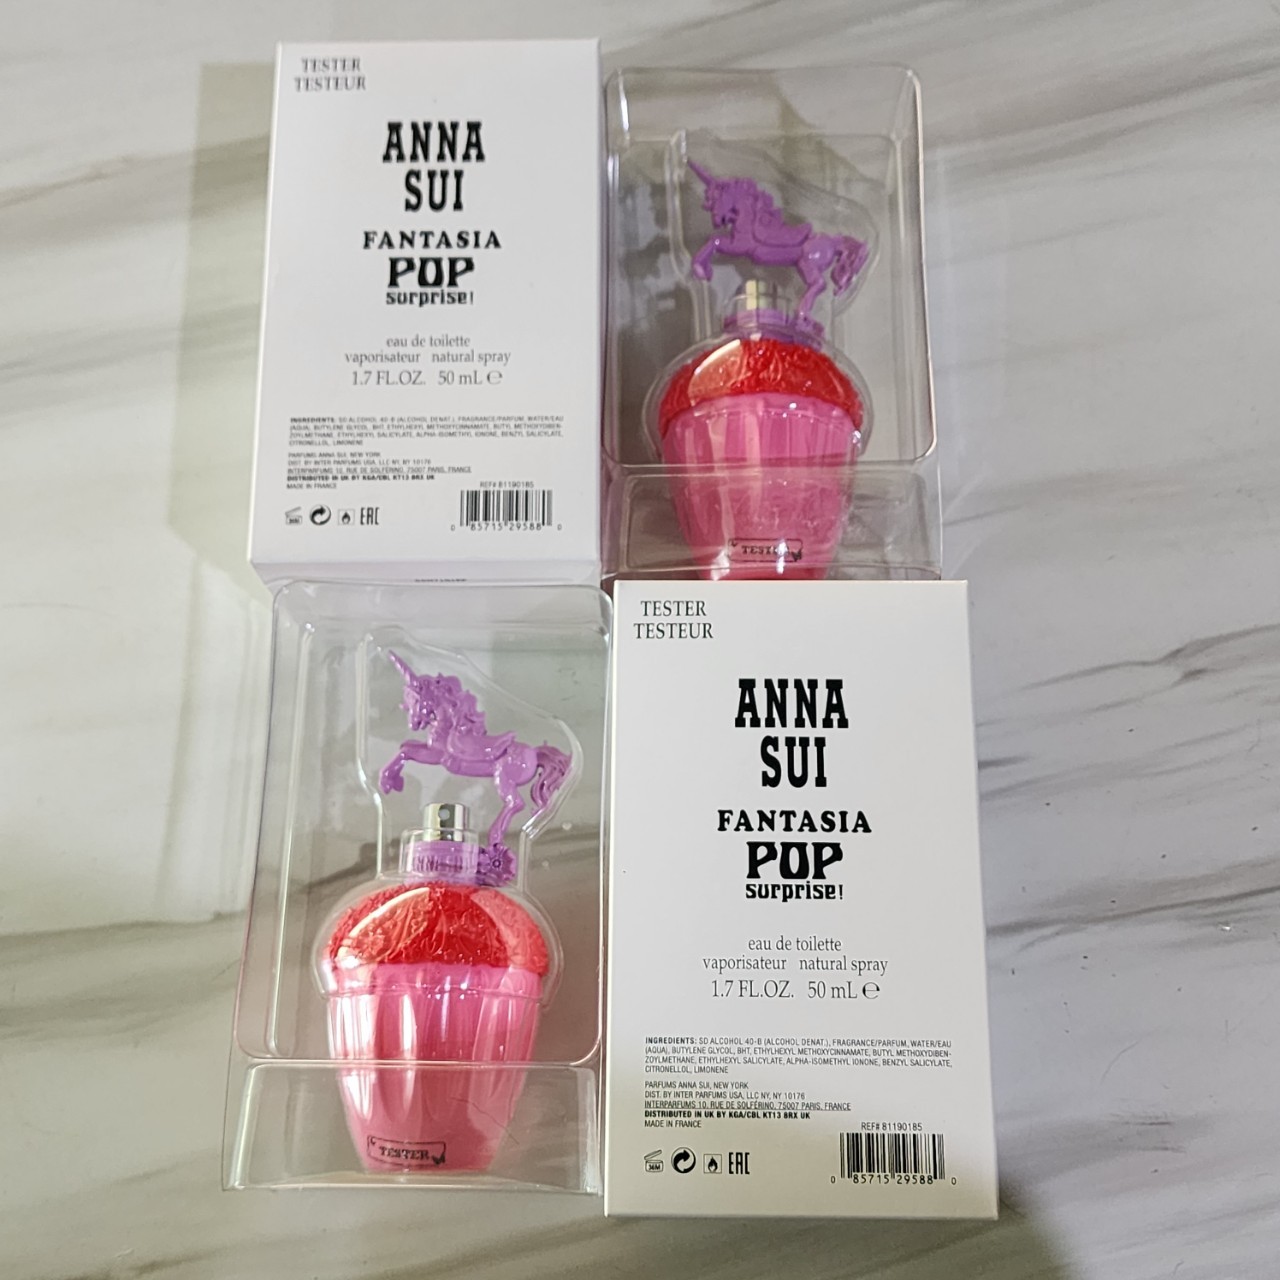 TESTER
TESTEUR
ANNA
SUI
FANTASIA
POP
surprise!
eau de toilette
vaporisateur natural spray
1.7 FL.OZ. 50 mL ℮
INGREDIENTS: SD ALCOHOL 40-B (ALCOHOL DENAT.), FRAGRANCE/PARFUM, WATER/EAU
(AQUA), BUTYLENE GLYCOL, BHT, ETHYLHEXYL METHOXYCINNAMATE, BUTYL METHOXYDIBEN-
ZOYLMETHANE, ETHYLHEXYL SALICYLATE, ALPHA-ISOMETHYL IONONE, BENZYL SALICYLATE,
CITRONELLOL, LIMONENE
PARFUMS ANNA SUI, NEW YORK
DIST. BY INTER PARFUMS USA, LLC NY, NY 10176
INTERPARFUMS 10, RUE DE SOLFÉRINO, 75007 PARIS, FRANCE
DISTRIBUTED IN UK BY KGA/CBL KT13 8RX UK
MADE IN FRANCE
REF# 81190185
36M
EAC
0 85715 29588 0
TESTER
ANNA SUI
TESTER
TESTER
TESTEUR
ANNA
SUI
FANTASIA
POP
surprise!
eau de toilette
vaporisateur natural spray
1.7 FL.OZ. 50 mL ℮
INGREDIENTS: SD ALCOHOL 40-B (ALCOHOL DENAT.), FRAGRANCE/PARFUM, WATER/EAU
(AQUA), BUTYLENE GLYCOL, BHT, ETHYLHEXYL METHOXYCINNAMATE, BUTYL METHOXYDIBEN-
ZOYLMETHANE, ETHYLHEXYL SALICYLATE, ALPHA-ISOMETHYL IONONE, BENZYL SALICYLATE,
CITRONELLOL, LIMONENE
PARFUMS ANNA SUI, NEW YORK
DIST. BY INTER PARFUMS USA, LLC NY, NY 10176
INTERPARFUMS 10, RUE DE SOLFÉRINO, 75007 PARIS, FRANCE
DISTRIBUTED IN UK BY KGA/CBL KT13 8RX UK
MADE IN FRANCE
REF# 81190185
36M
EAC
0 85715 29588 0